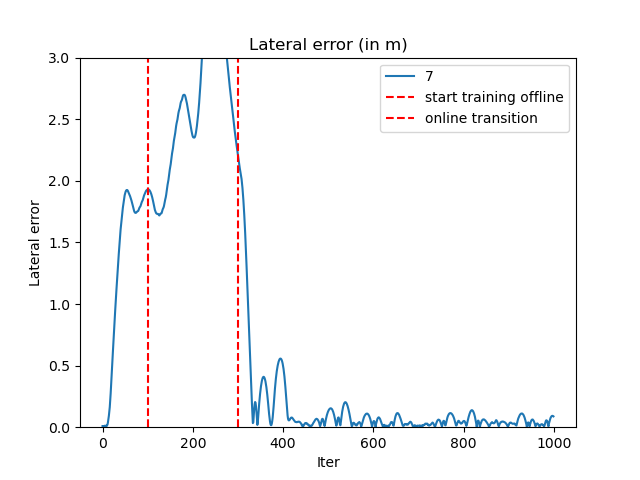 Lateral error (in m)
7
start training offline
online transition
3.0
2.5
2.0
1.5
1.0
0.5
0.0
Lateral error
0 200 400 600 800 1000
Iter